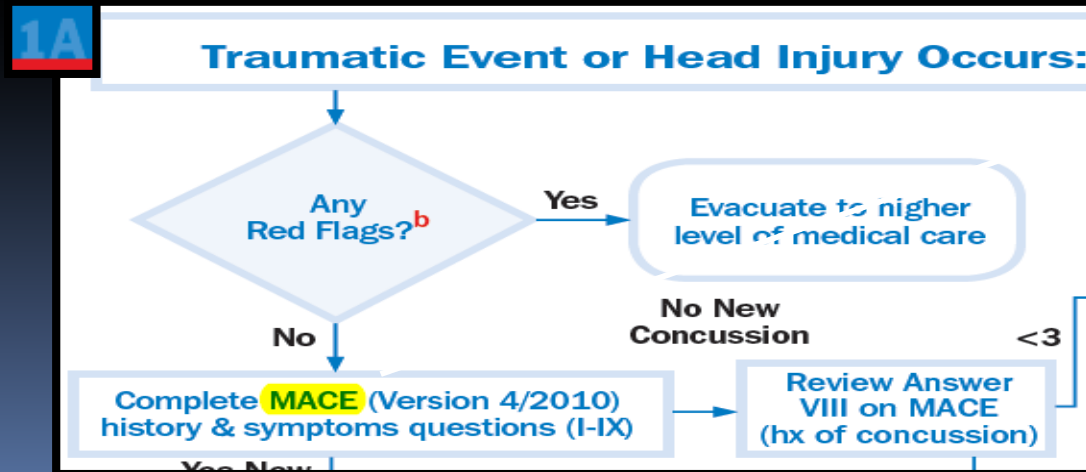 1A
Traumatic Event or Head Injury Occurs:
Any
Red Flags?b
Yes
Evacuate to higher
level of medical care
No
No New
Concussion
<3
Complete MACE (Version 4/2010)
history & symptoms questions (I-IX)
Review Answer
VIII on MACE
(hx of concussion)
Yes New